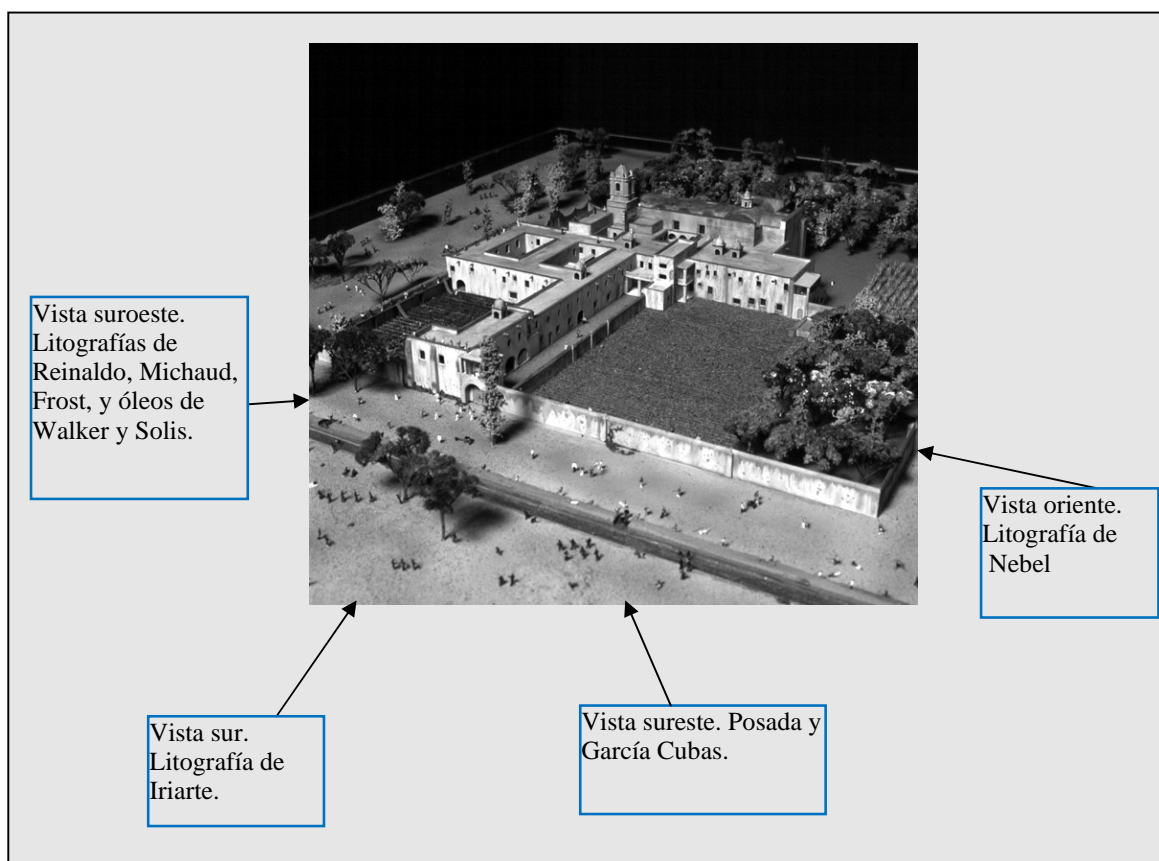 Vista suroeste.
Litografías de
Reinaldo, Michaud,
Frost, y óleos de
Walker y Solis.
Vista oriente.
Litografía de
Nebel
Vista sur.
Litografía de
Iriarte.
Vista sureste. Posada y
García Cubas.